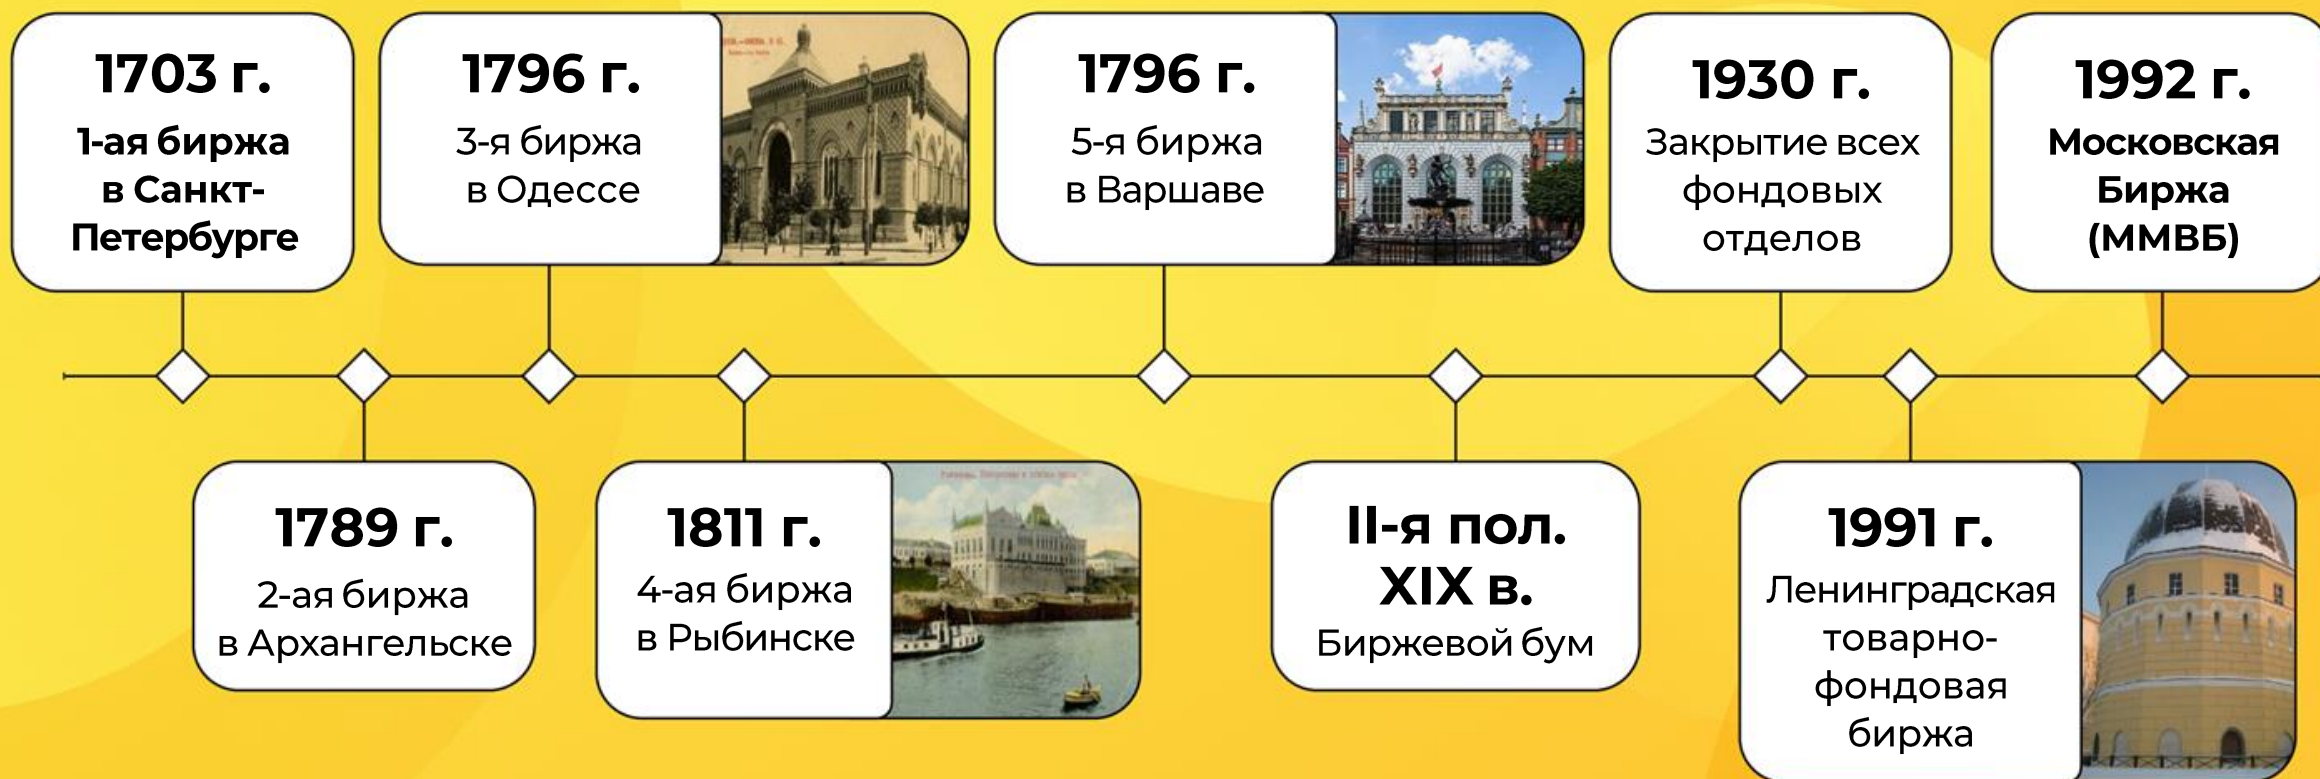 1703 г.
1-ая биржа
в Санкт-
Петербурге
1796 г.
3-я биржа
в Одессе
1796 г.
5-я биржа
в Варшаве
1930 г.
Закрытие всех
фондовых
отделов
1992 г.
Московская
Биржа
(ММВБ)
1789 г.
2-ая биржа
в Архангельске
1811 г.
4-ая биржа
в Рыбинске
II-я пол.
XIX в.
Биржевой бум
1991 г.
Ленинградская
товарно-
фондовая
биржа